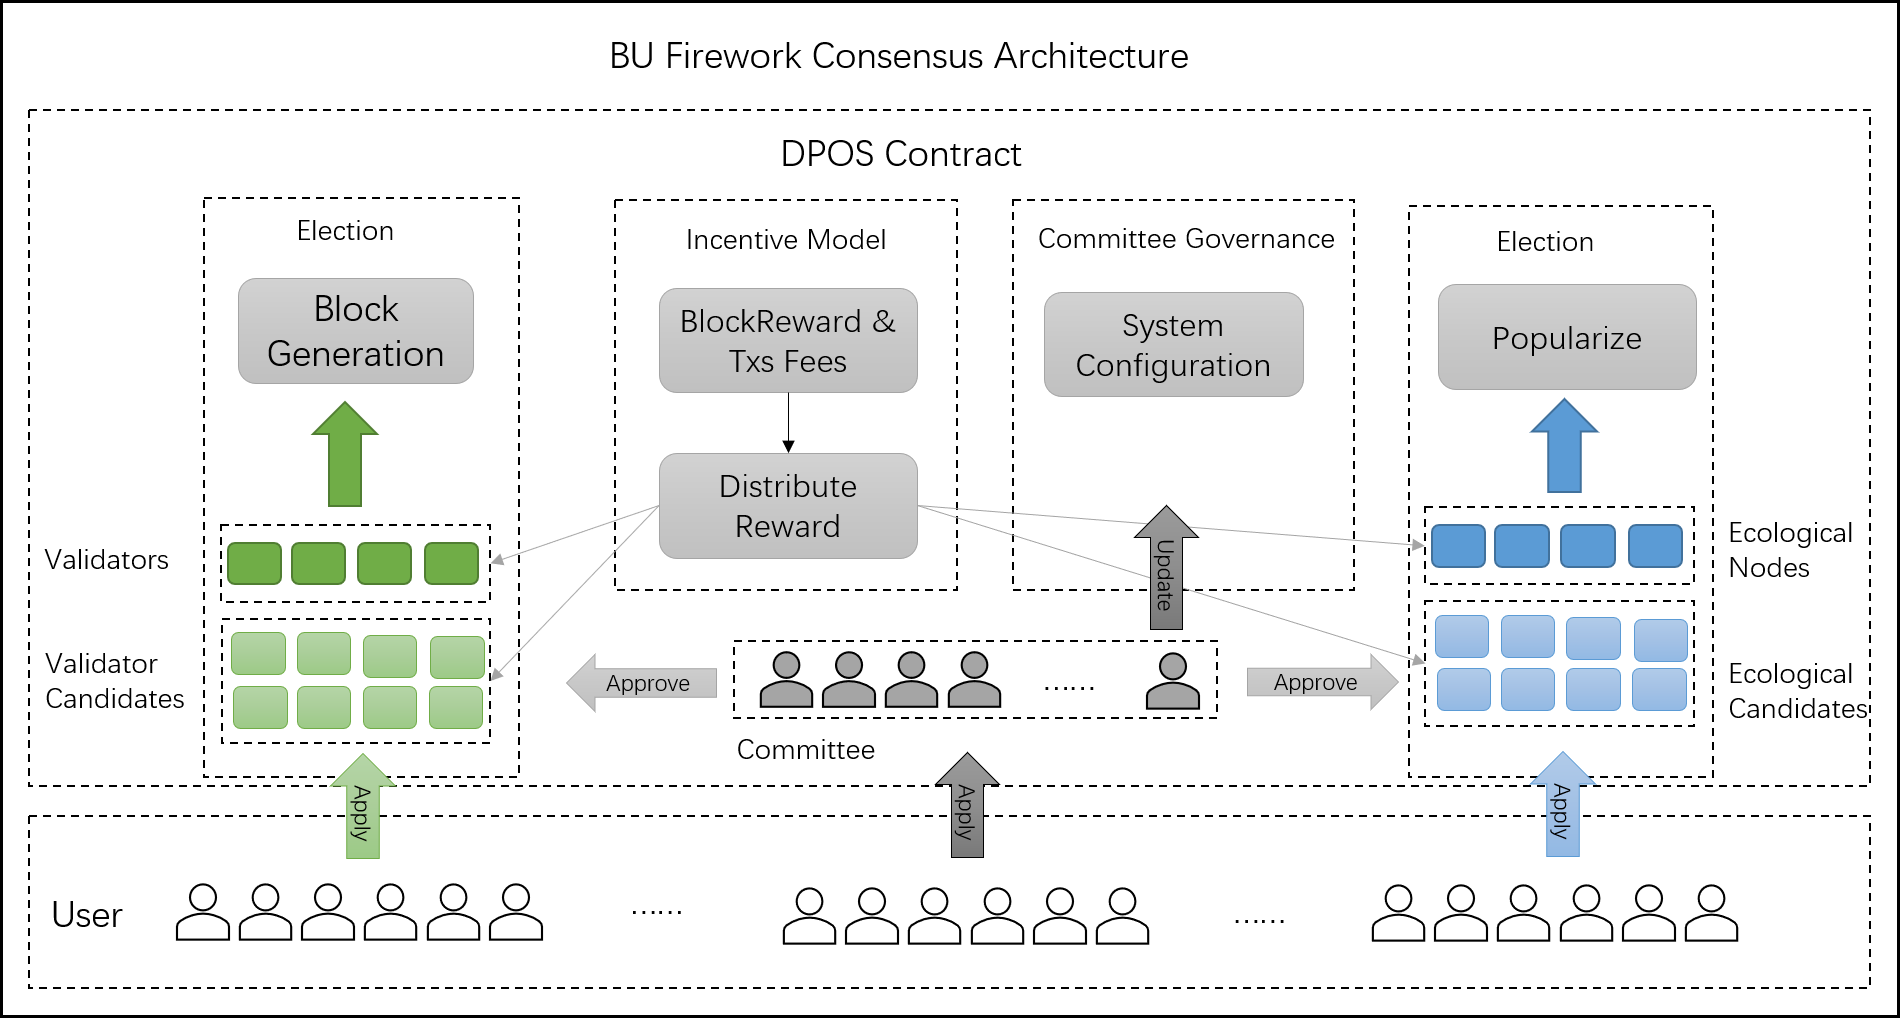 BU Firework Consensus Architecture
DPOS Contract
Election
Block
Generation
Validators
Validator
Candidates
Apply
Incentive Model
BlockReward &
Txs Fees
Distribute
Reward
Committee Governance
System
Configuration
Update
Approve
......
Approve
Committee
Apply
Election
Popularize
Ecological
Nodes
Ecological
Candidates
Apply
User
......
......